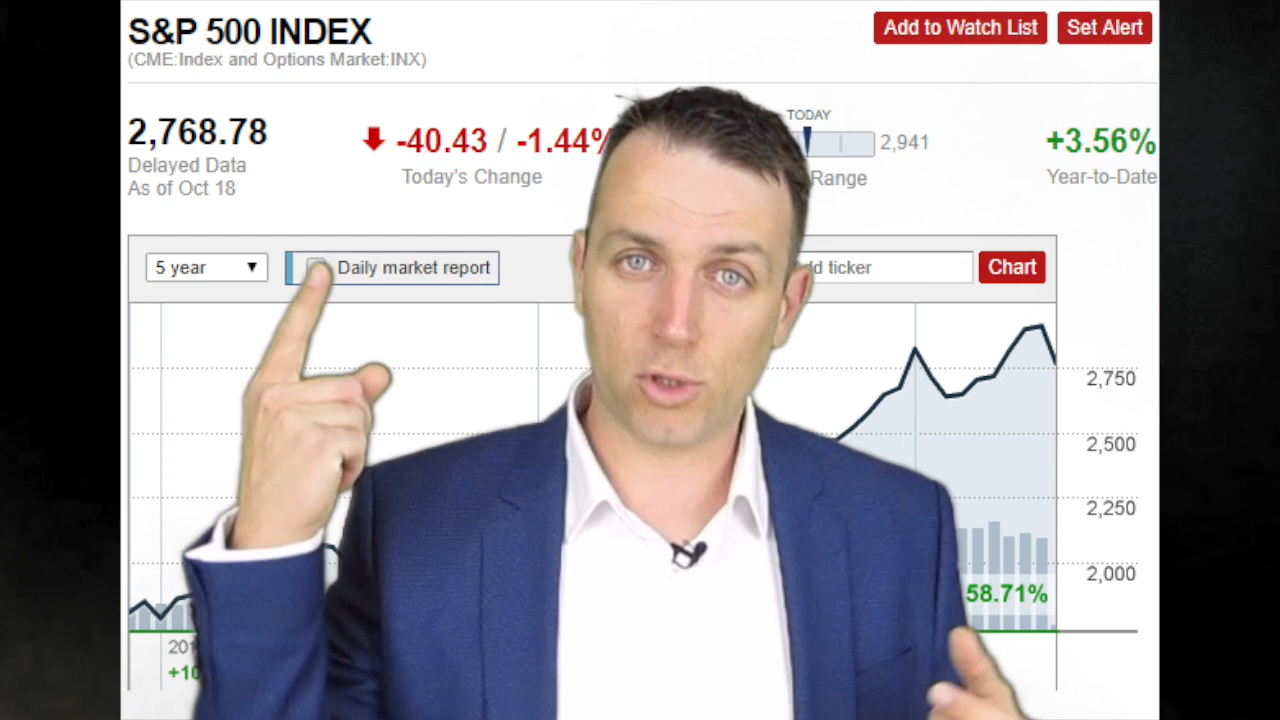 S&P 500 INDEX
Add to Watch List
Set Alert
(CME:Index and Options Market:INX)
TODAY
2,768.78
-40.43 / -1.44%
2,941
+3.56%
Delayed Data
Today's Change
Range
Year-to-Date
As of Oct 18
5 year
Daily market report
ticker
Chart
2,750
2,500
2,250
2,000
58.71%